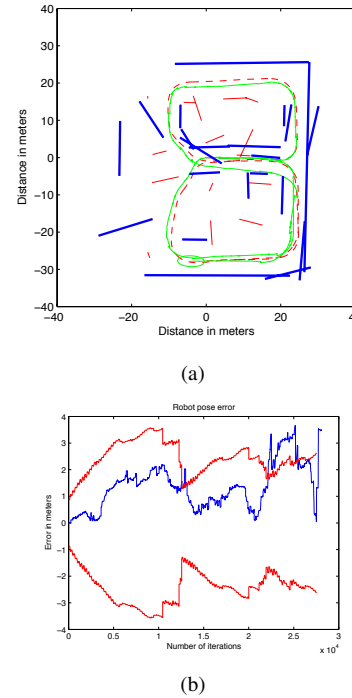 40
30
20
10
0
−10
−20
−30
−40
Distance in meters
−40 −20 0 20 40
Distance in meters
(a)
Robot pose error
4
3
2
1
0
−1
−2
−3
−4
Error in meters
0 0.5 1 1.5 2 2.5 3
Number of iterations
x 10⁴
(b)